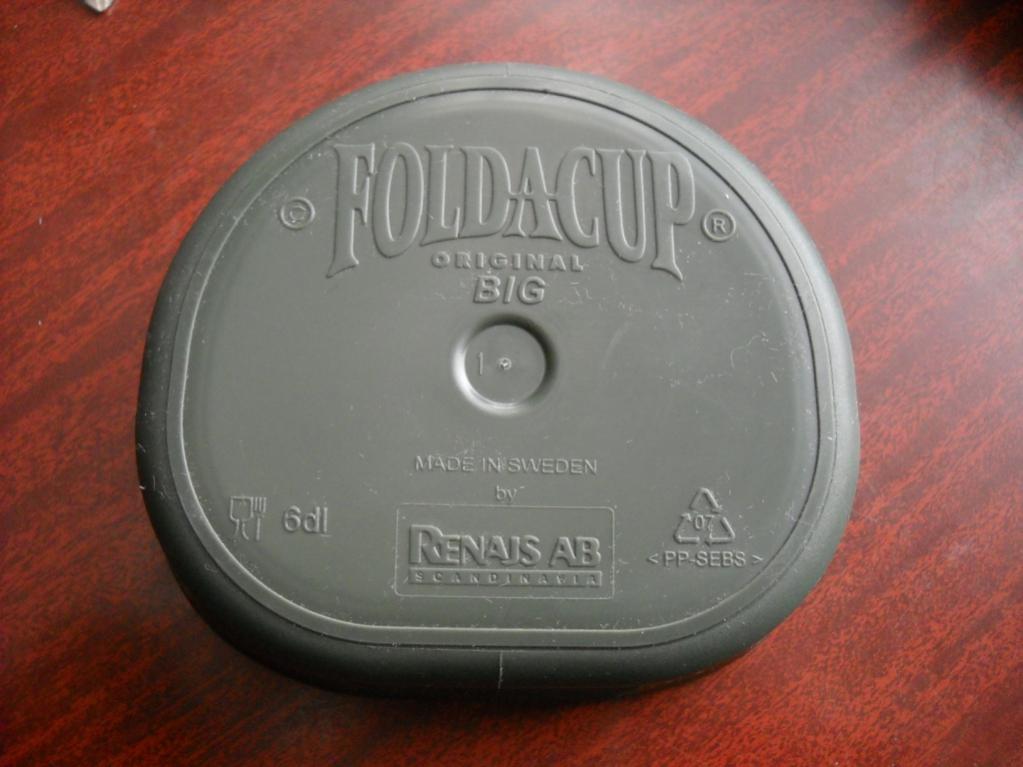 © FOLDACUP ®
ORIGINAL
BIG
1
MADE IN SWEDEN
by
6dl
RENAIS AB
SCANDINAVIA
07
< PP-SEBS >